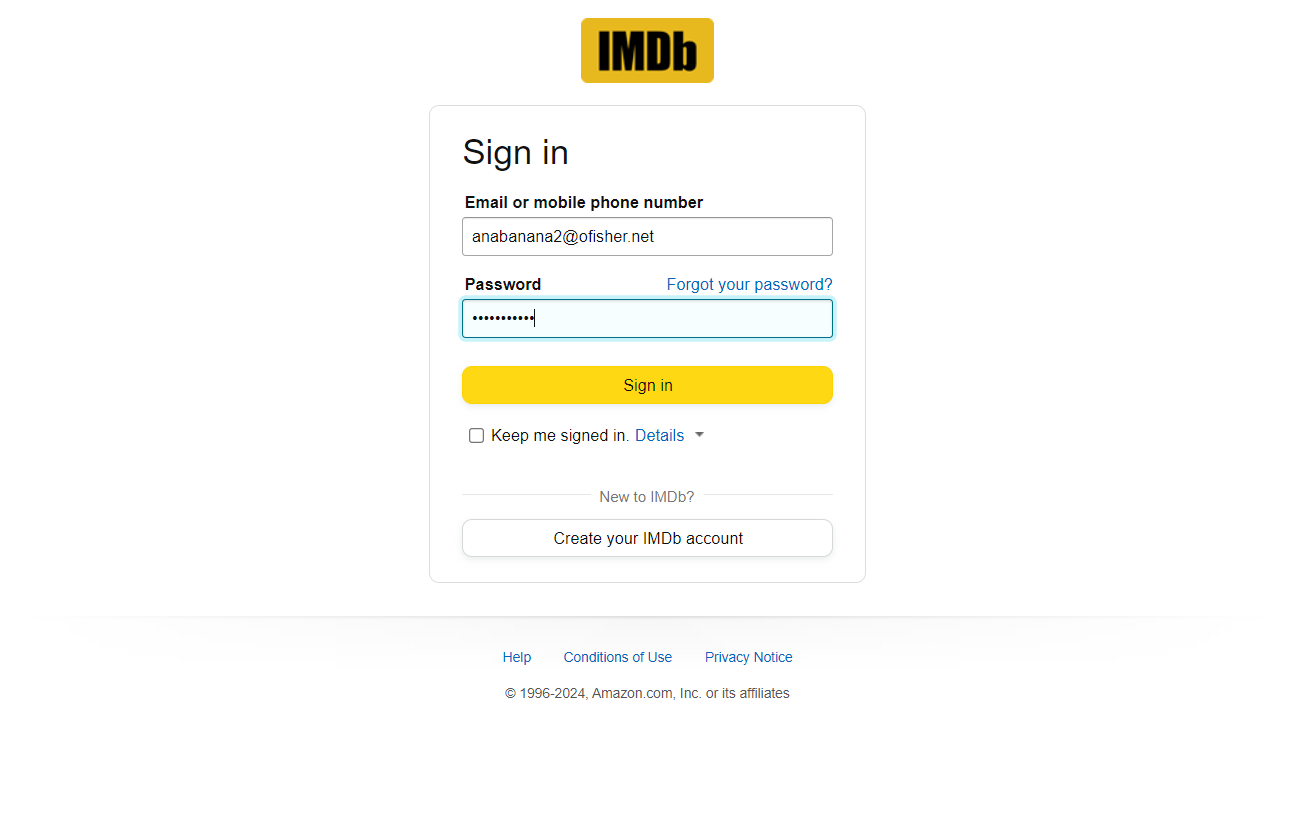 IMDb
Sign in
Email or mobile phone number
anabanana2@ofisher.net
Password Forgot your password?
•••••••••••
Sign in
Keep me signed in. Details
New to IMDb?
Create your IMDb account
Help Conditions of Use Privacy Notice
© 1996-2024, Amazon.com, Inc. or its affiliates